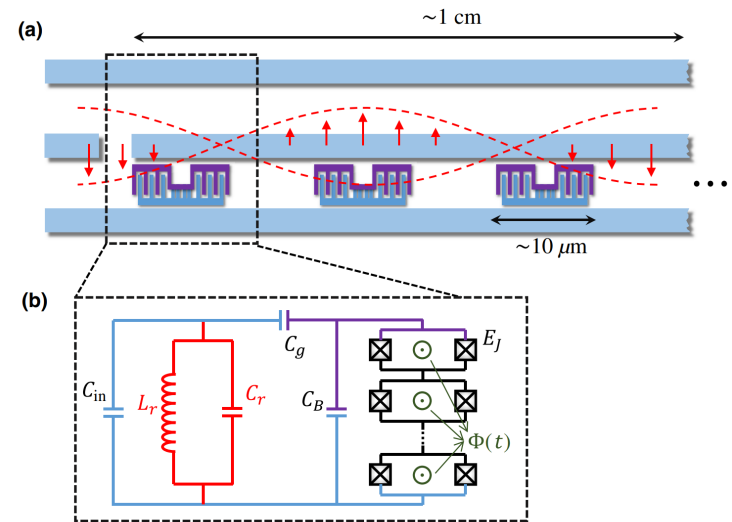 (a)
~1 cm
...
~10 μm
(b)
C_g
E_J
C_in
L_r
C_r
C_B
Φ(t)